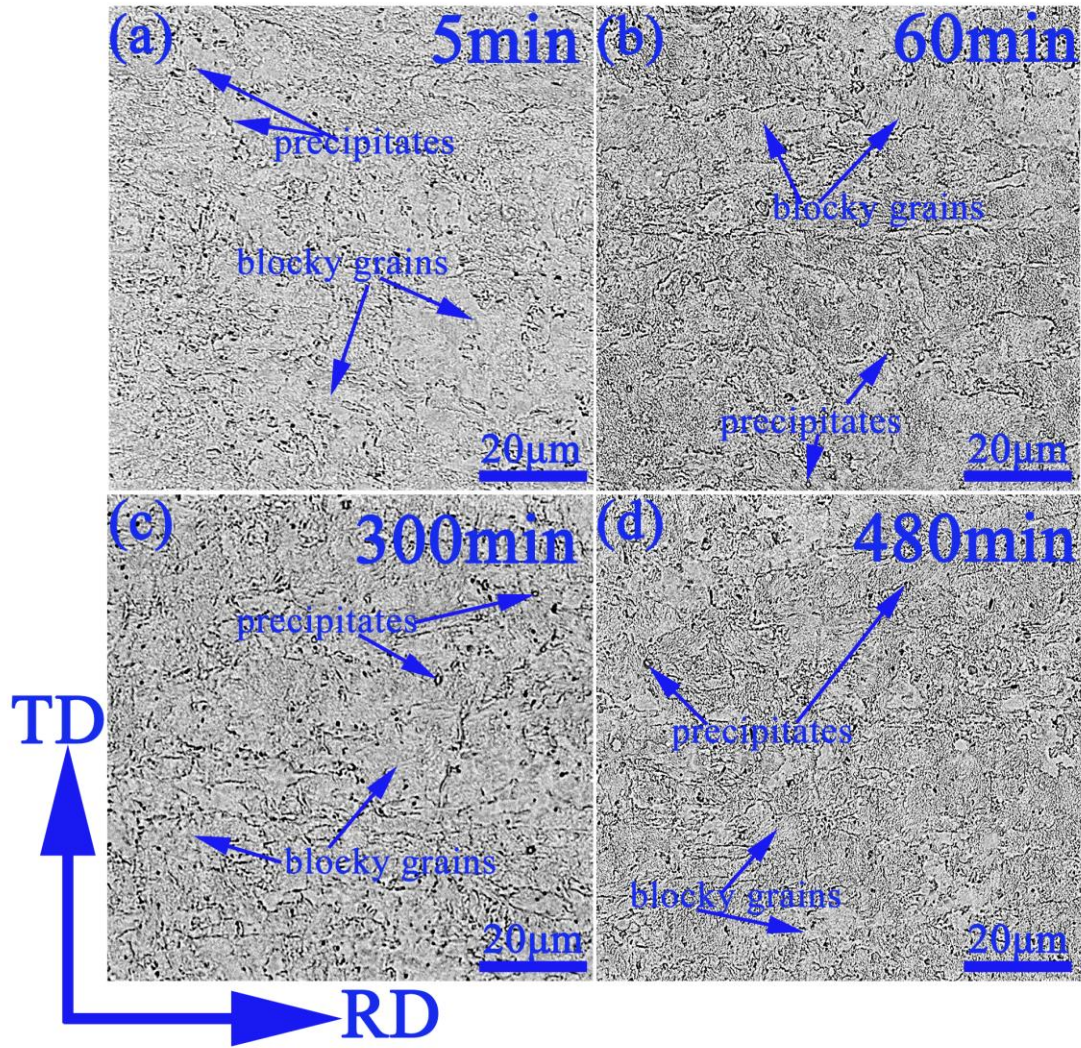 (a)
5min
precipitates
blocky grains
20μm
(b)
60min
blocky grains
precipitates
20μm
(c)
300min
precipitates
blocky grains
20μm
(d)
480min
precipitates
blocky grains
20μm
TD
RD